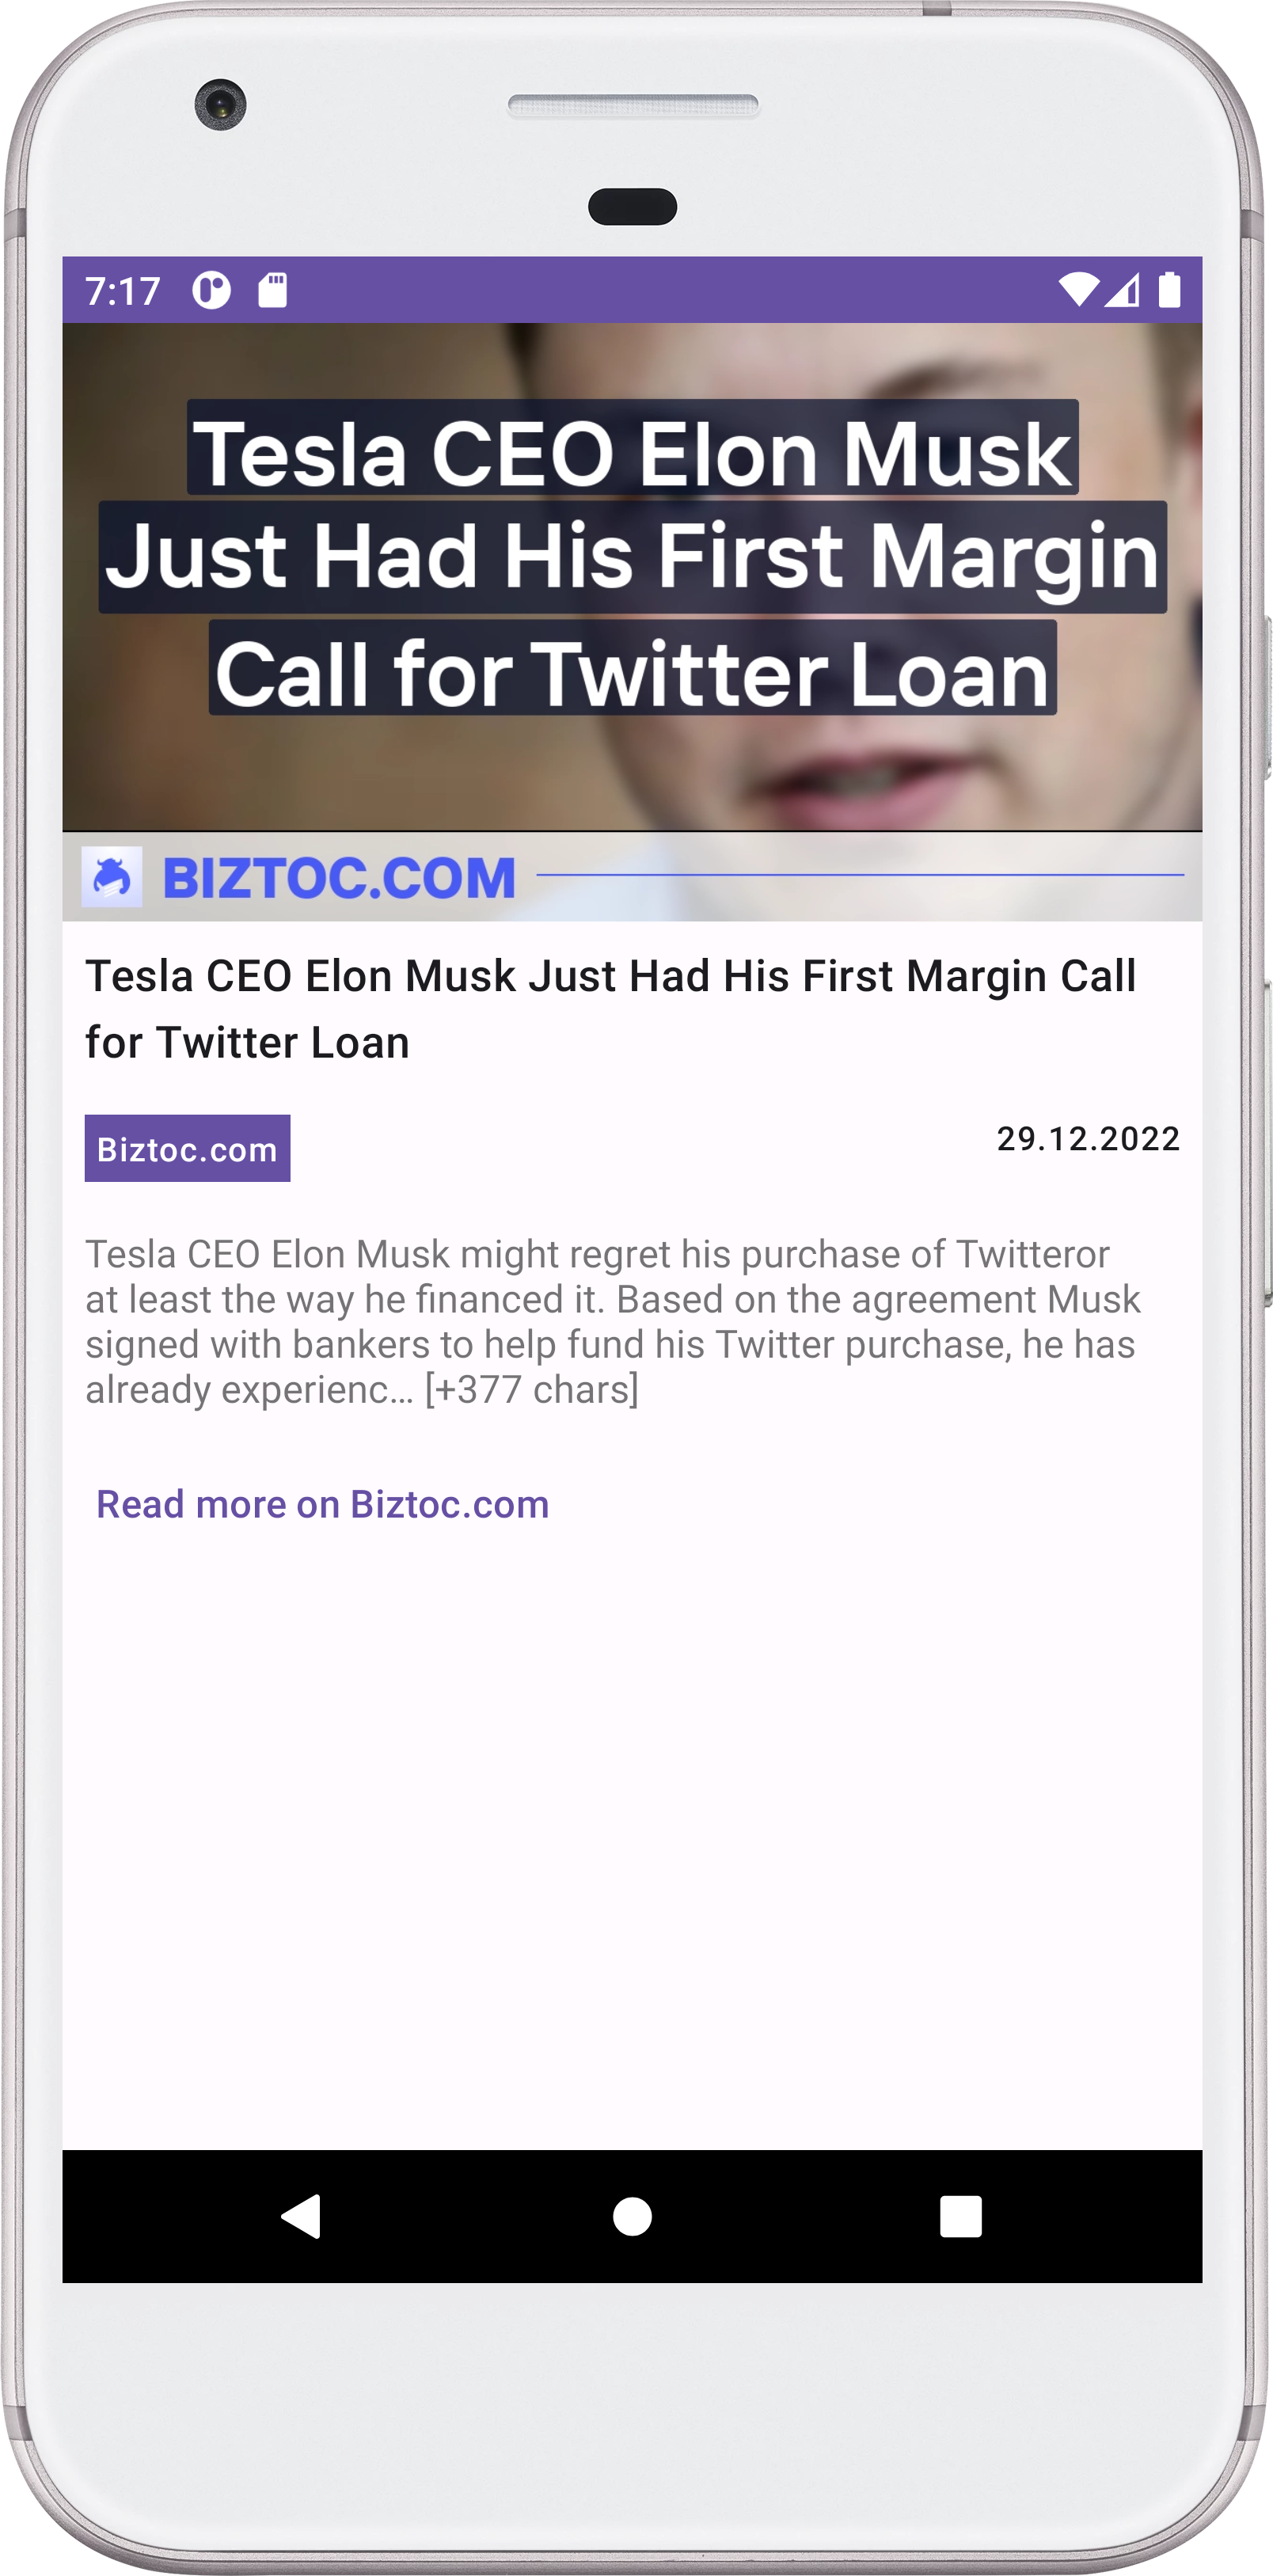 7:17
Tesla CEO Elon Musk
Just Had His First Margin
Call for Twitter Loan
BIZTOC.COM
Tesla CEO Elon Musk Just Had His First Margin Call
for Twitter Loan
Biztoc.com
29.12.2022
Tesla CEO Elon Musk might regret his purchase of Twitteror
at least the way he financed it. Based on the agreement Musk
signed with bankers to help fund his Twitter purchase, he has
already experienc… [+377 chars]
Read more on Biztoc.com